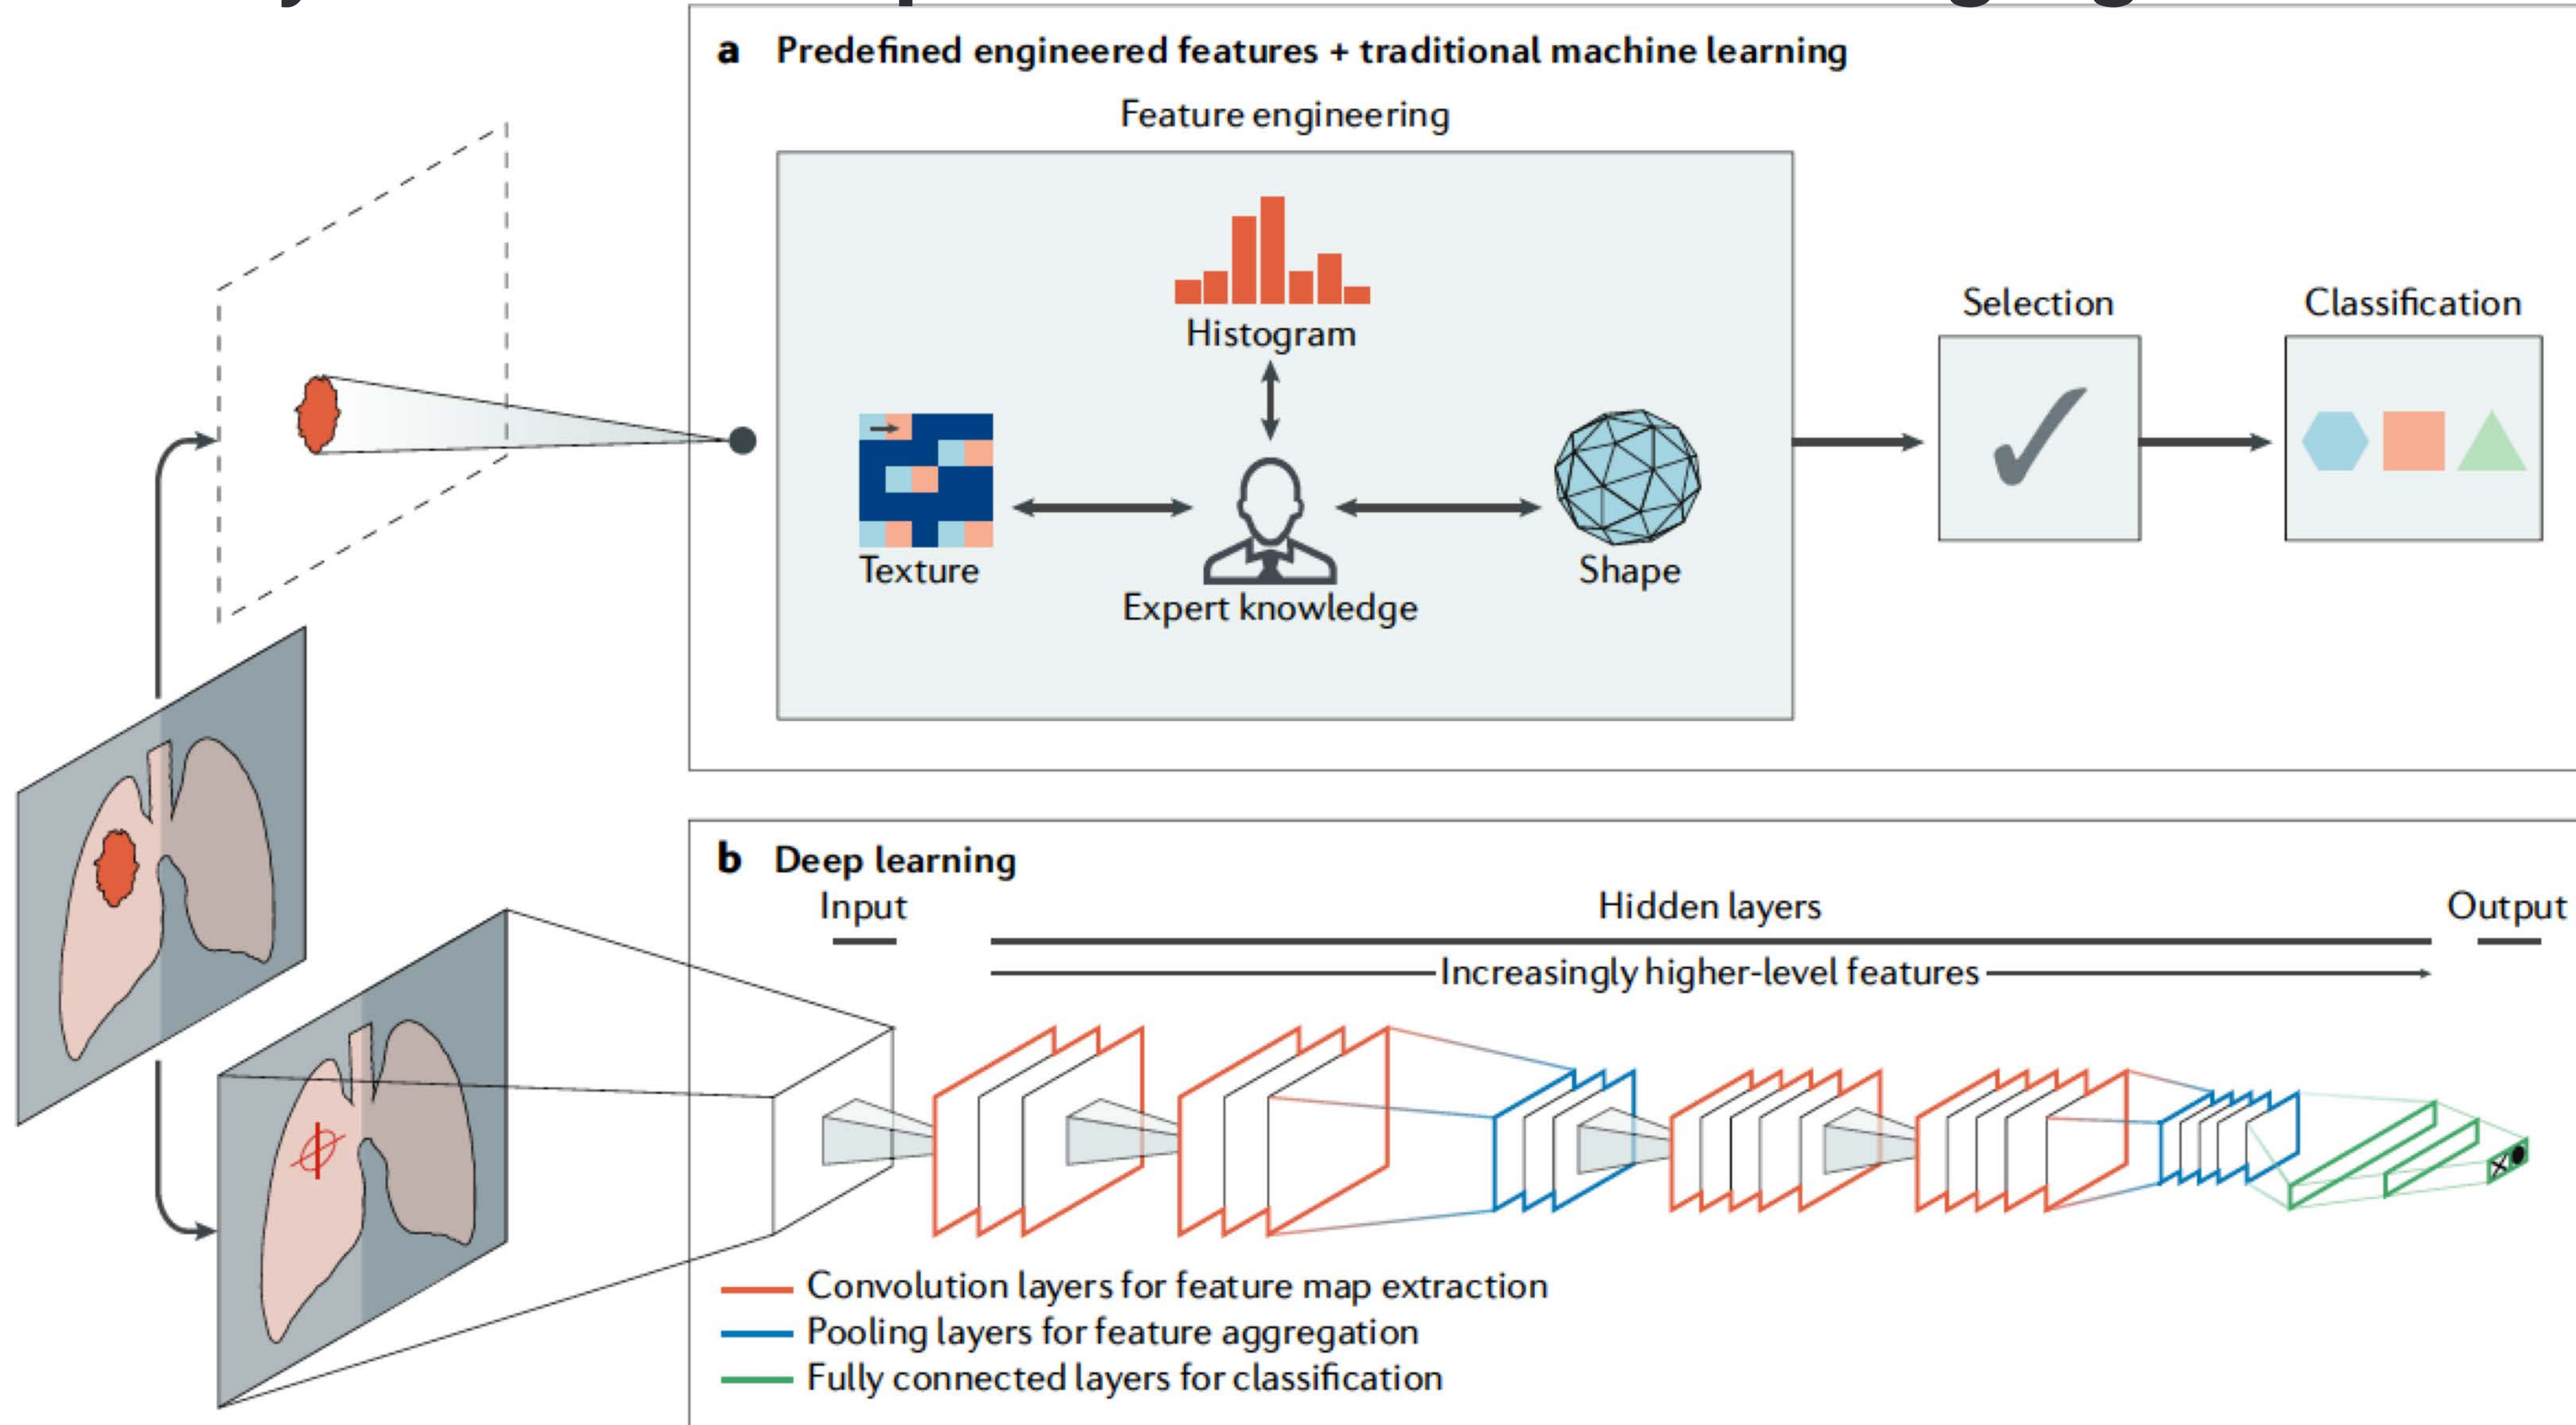 a Predefined engineered features + traditional machine learning
Feature engineering
Histogram
Selection
Classification
Texture
Shape
Expert knowledge
b Deep learning
Input
Hidden layers
Output
Increasingly higher-level features
Convolution layers for feature map extraction
Pooling layers for feature aggregation
Fully connected layers for classification